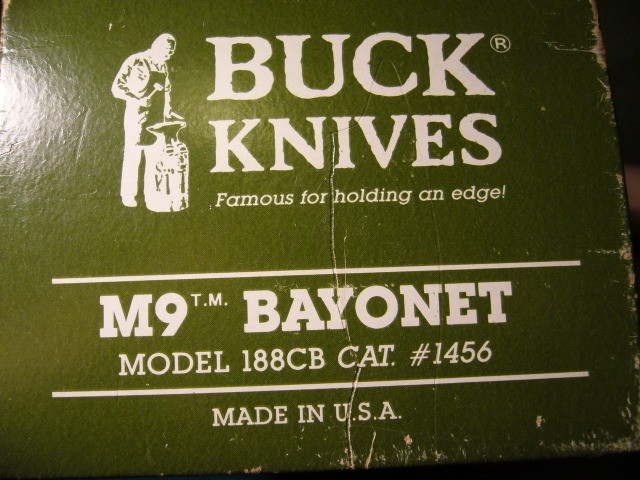 BUCK®
KNIVES
Famous for holding an edge!
M9 T.M. BAYONET
MODEL 188CB CAT. #1456
MADE IN U.S.A.